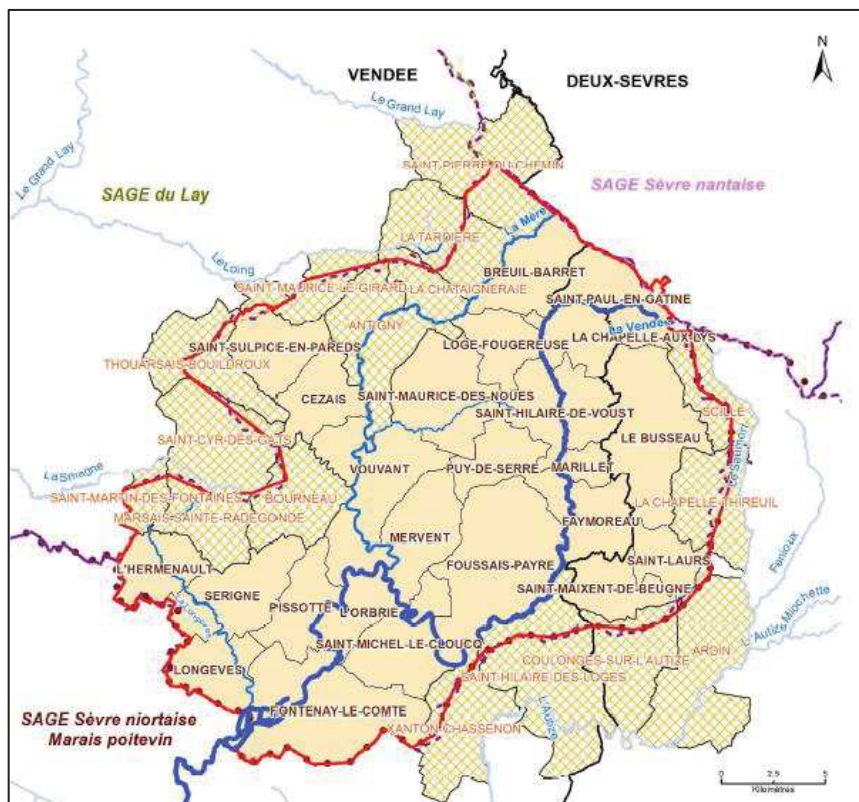 N
VENDEE
DEUX-SEVRES
Le Grand Lay
Le Grand Lay
SAINT-PIERRE-DU-CHEMIN
SAGE du Lay
SAGE Sèvre nantaise
La Mère
LA TARDIERE
Le Loing
BREUIL-BARRET
SAINT-MAURICE-LE-GIRARD
LA CHATAIGNERAIE
SAINT-PAUL-EN-GATINE
ANTIGNY
La Vendée
SAINT-SULPICE-EN-PAREDS
LOGE-FOUGEREUSE
LA CHAPELLE-AUX-LYS
THOUARSAIS-BOUILDROUX
CEZAIS
SAINT-MAURICE-DES-NOUES
SAINT-HILAIRE-DE-VOUST
SCILLE
SAINT-CYR-DES-GATS
LE BUSSEAU
Le Saumort
La Smagne
VOUVANT
PUY-DE-SERRE
MARILLET
SAINT-MARTIN-DES-FONTAINES
BOURNEAU
LA CHAPELLE-THIREUIL
MARSAIS-SAINTE-RADEGONDE
FAYMOREAU
Fenioux
MERVENT
L'HERMENAULT
FOUSSAIS-PAYRE
SAINT-LAURS
SERIGNE
PISSOTTE
L'ORBRIE
SAINT-MAIXENT-DE-BEUGNE
L'Autize Miochette
SAINT-MICHEL-LE-CLOUCQ
COULONGES-SUR-L'AUTIZE
ARDIN
LONGEVES
SAINT-HILAIRE-DES-LOGES
SAGE Sèvre niortaise
Marais poitevin
FONTENAY-LE-COMTE
XANTON-CHASSENON
L'Autize
0 2.5 5
Kilomètres